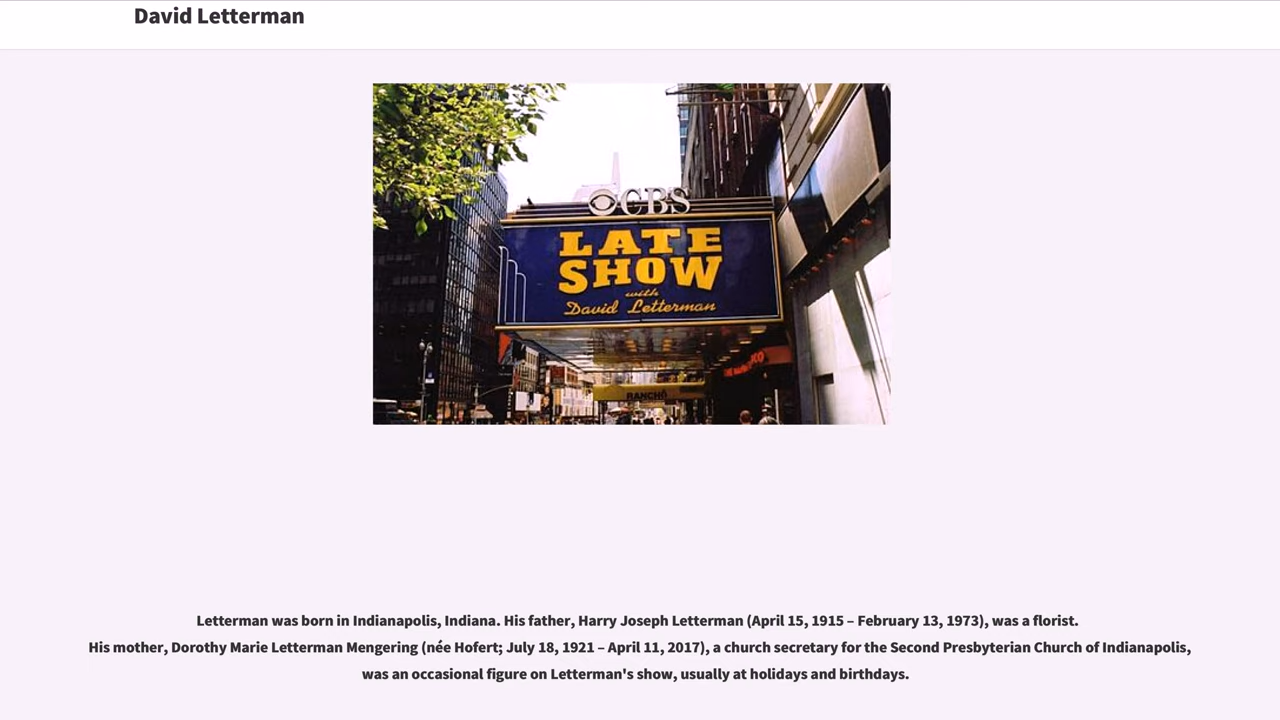 David Letterman
CBS
LATE
SHOW
with
David Letterman
RANCH
Letterman was born in Indianapolis, Indiana. His father, Harry Joseph Letterman (April 15, 1915 – February 13, 1973), was a florist.
His mother, Dorothy Marie Letterman Mengering (née Hofert; July 18, 1921 – April 11, 2017), a church secretary for the Second Presbyterian Church of Indianapolis,
was an occasional figure on Letterman's show, usually at holidays and birthdays.